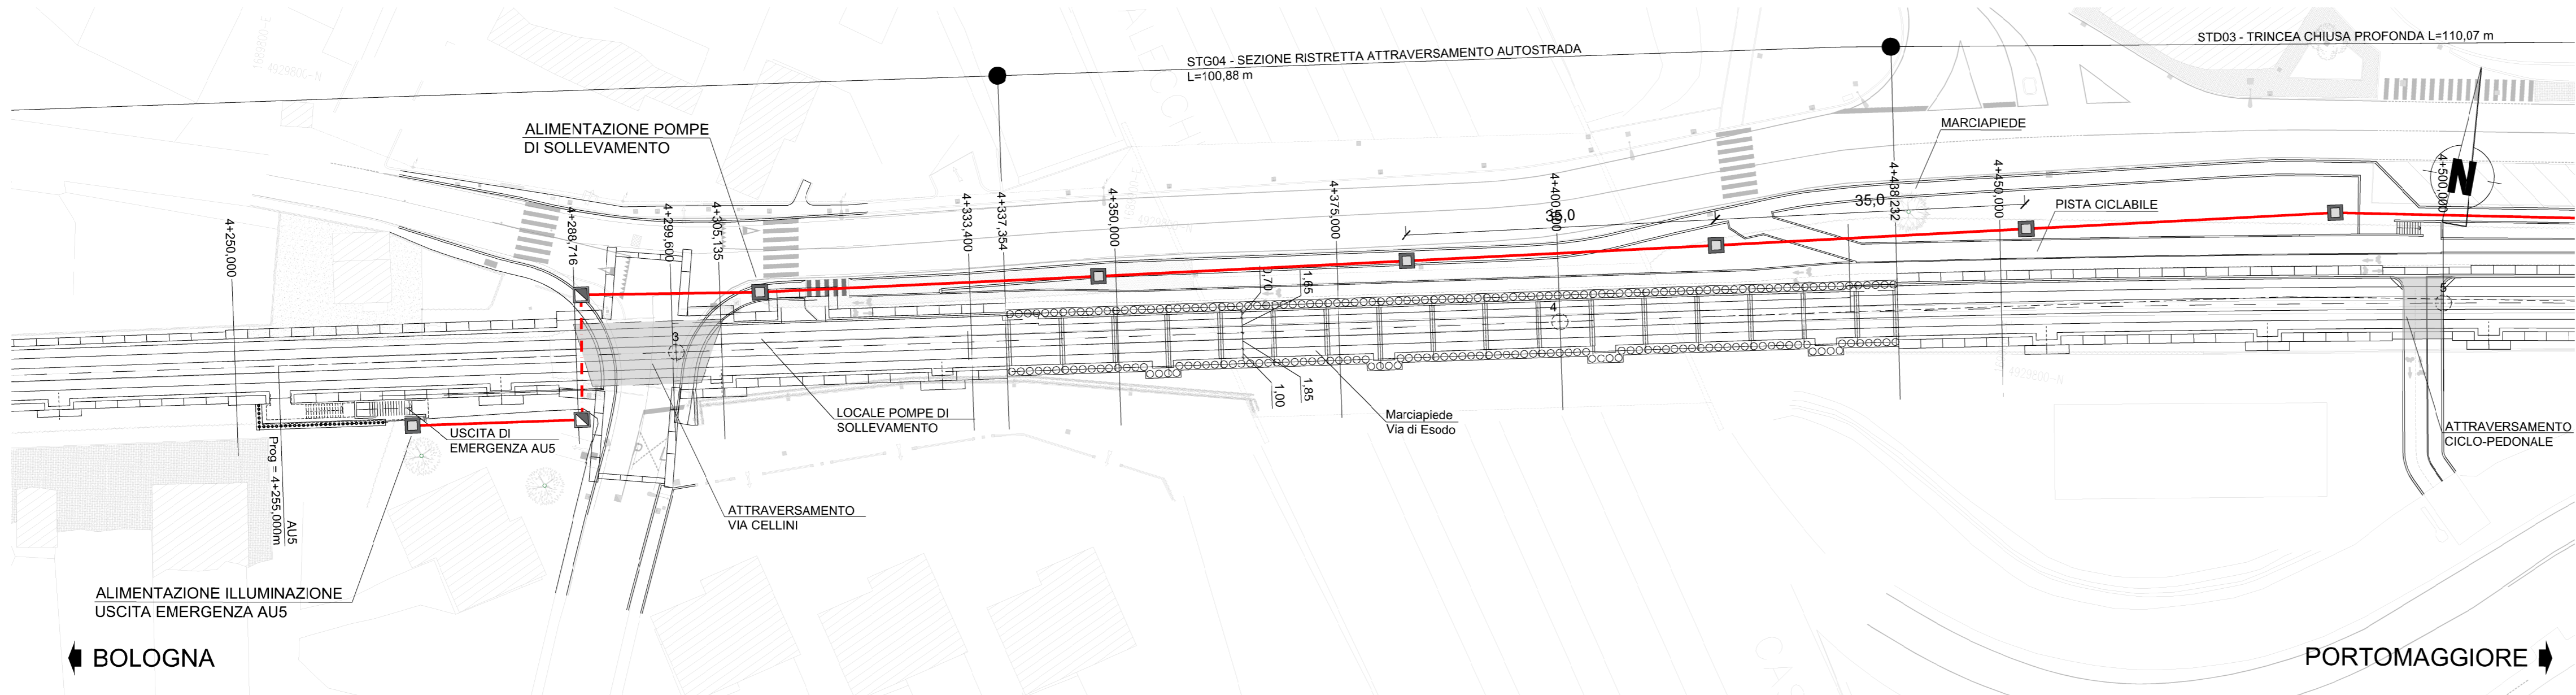 STG04 - SEZIONE RISTRETTA ATTRAVERSAMENTO AUTOSTRADA
L=100,88 m
STD03 - TRINCEA CHIUSA PROFONDA L=110,07 m
ALIMENTAZIONE POMPE
DI SOLLEVAMENTO
MARCIAPIEDE
PISTA CICLABILE
N
4+250,000
4+288,716
4+299,600
4+305,135
4+333,400
4+337,354
4+350,000
4+375,000
4+400,000
4+438,232
4+450,000
4+500,000
35,0
35,0
0,70
1,65
1,00
1,85
3
4
5
LOCALE POMPE DI
SOLLEVAMENTO
Marciapiede
Via di Esodo
USCITA DI
EMERGENZA AU5
ATTRAVERSAMENTO
CICLO-PEDONALE
Prog = 4+255,000m
AU5
ATTRAVERSAMENTO
VIA CELLINI
ALIMENTAZIONE ILLUMINAZIONE
USCITA EMERGENZA AU5
BOLOGNA
PORTOMAGGIORE